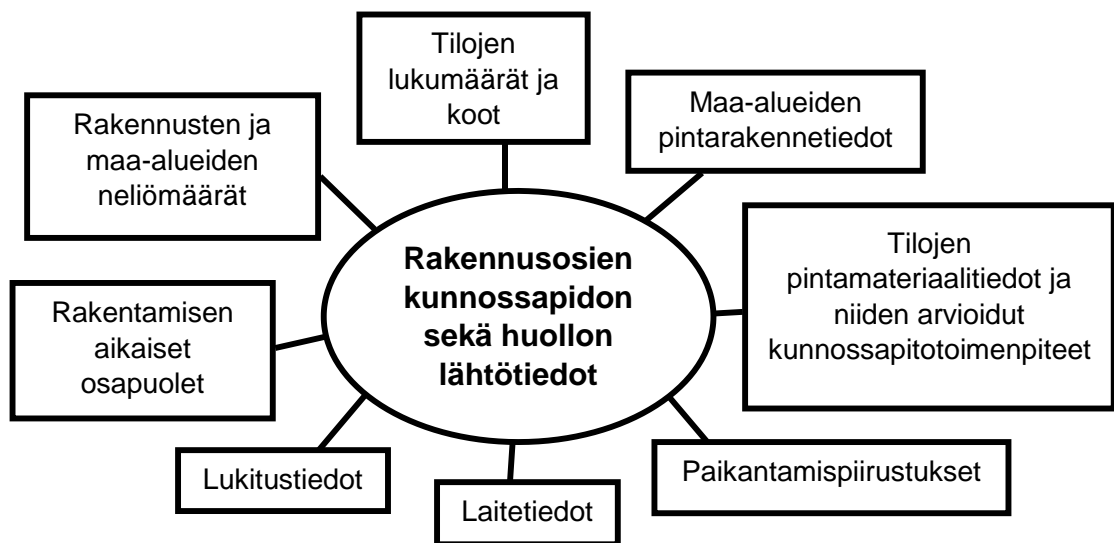 Tilojen
lukumäärät ja
koot
Maa-alueiden
pintarakennetiedot
Rakennusten ja
maa-alueiden
neliömäärät
Rakennusosien
kunnossapidon
sekä huollon
lähtötiedot
Tilojen
pintamateriaalitiedot ja
niiden arvioidut
kunnossapitotoimenpiteet
Rakentamisen
aikaiset
osapuolet
Lukitustiedot
Laitetiedot
Paikantamispiirustukset